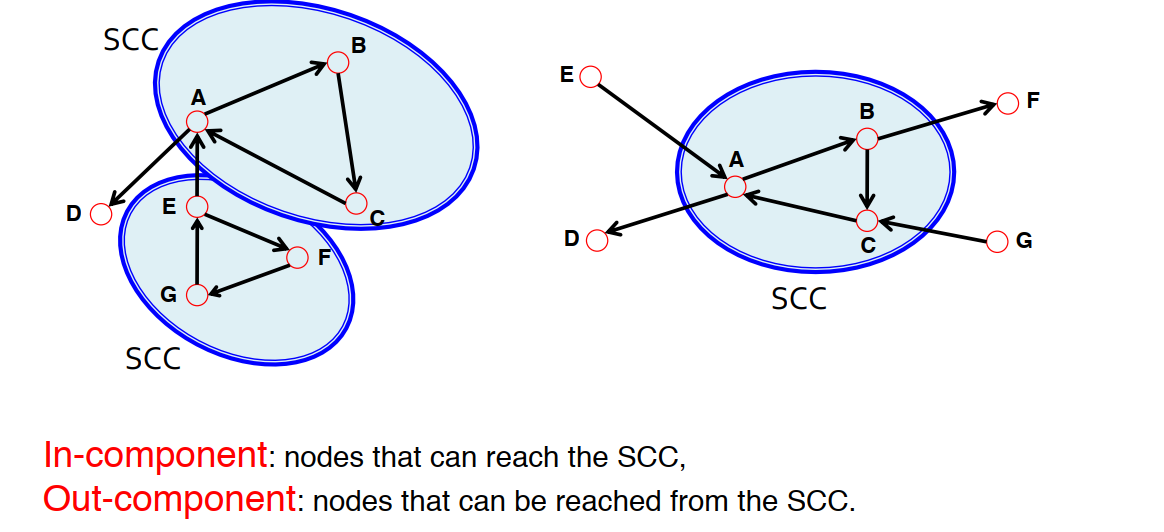 SCC
B
A
D
E
C
F
G
SCC
E
F
B
A
D
C
G
SCC
In-component: nodes that can reach the SCC,
Out-component: nodes that can be reached from the SCC.